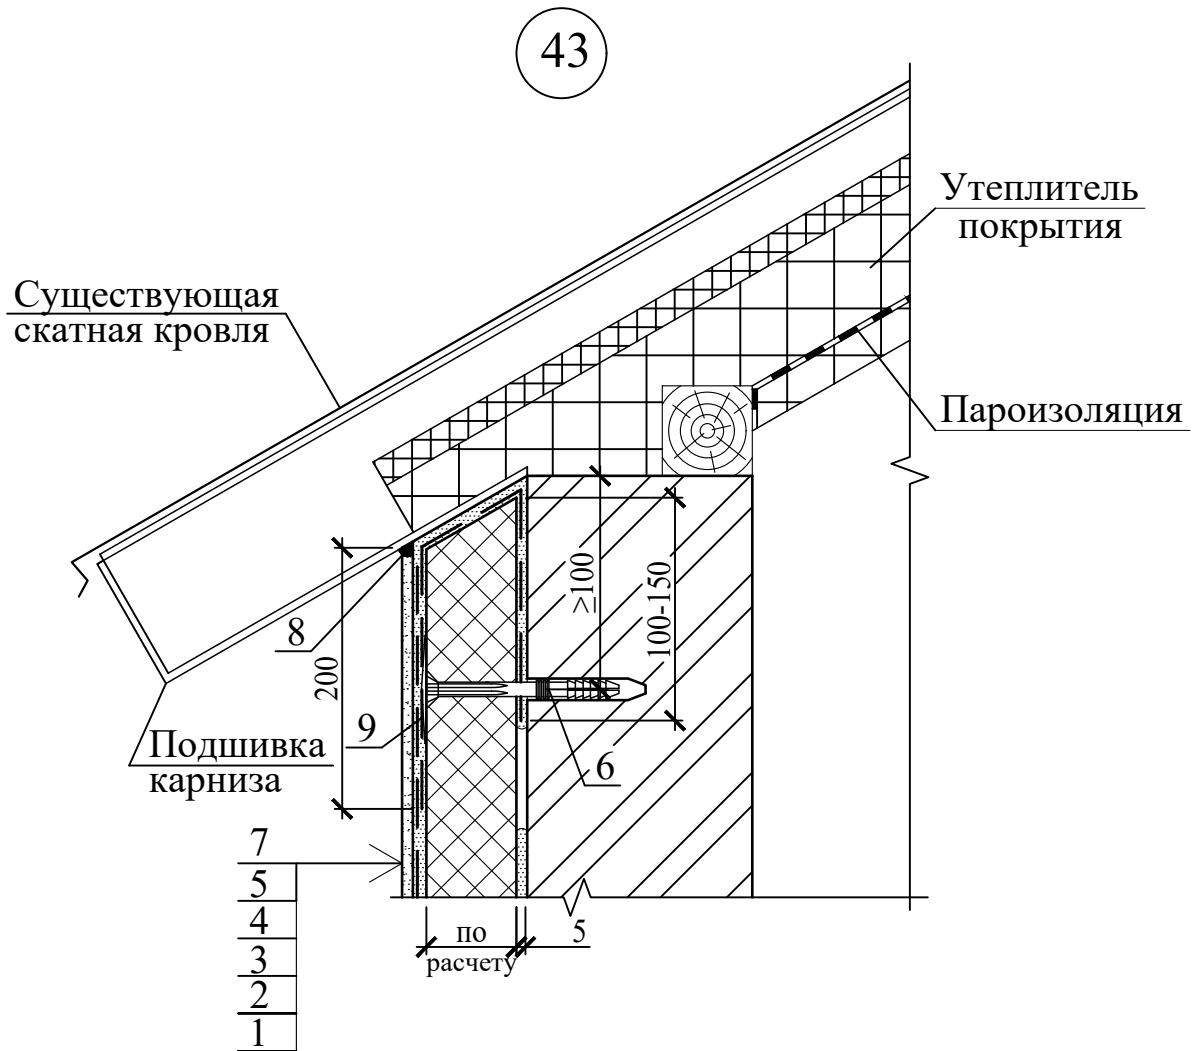 43
Утеплитель
покрытия
Существующая
скатная кровля
Пароизоляция
≥100
100-150
8
200
9
6
Подшивка
карниза
7
5
4
3
2
1
по
расчету
5